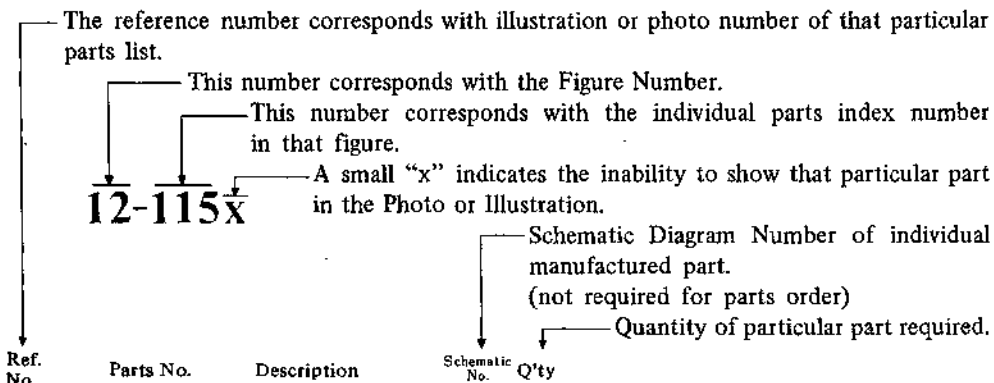 The reference number corresponds with illustration or photo number of that particular
parts list.
This number corresponds with the Figure Number.
This number corresponds with the individual parts index number
in that figure.
A small “x” indicates the inability to show that particular part
in the Photo or Illustration.
12-115x
Schematic Diagram Number of individual
manufactured part.
(not required for parts order)
Quantity of particular part required.
Ref. No. Parts No. Description Schematic No. Q'ty